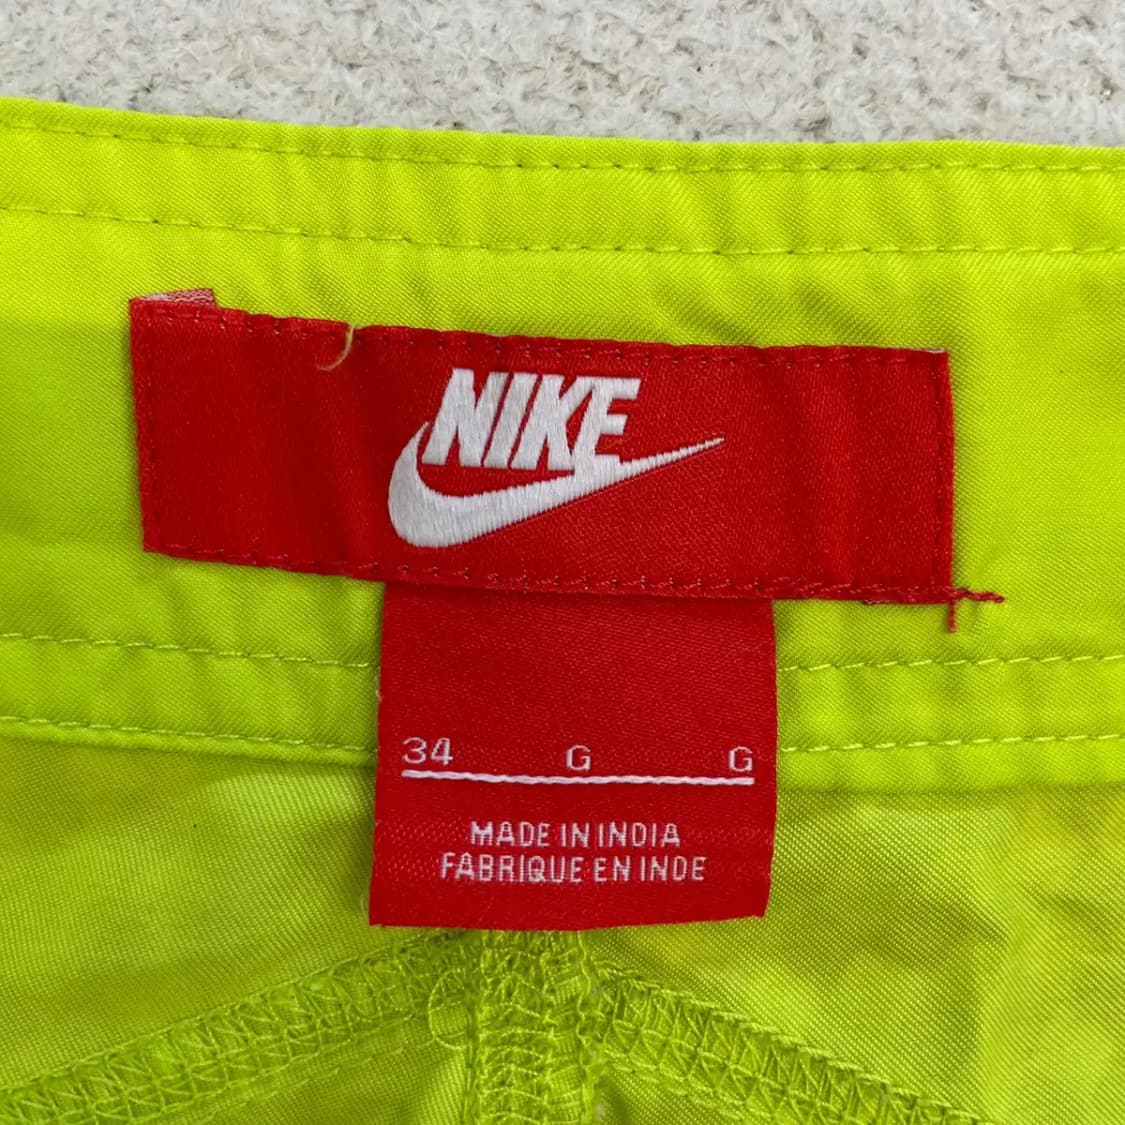 NIKE
34 G G
MADE IN INDIA
FABRIQUE EN INDE